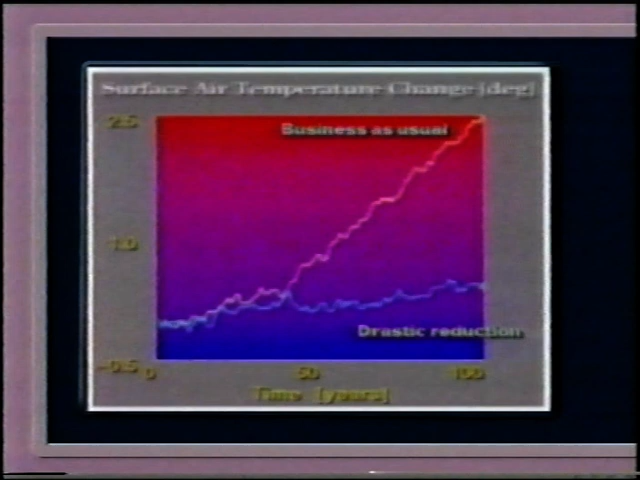 Surface Air Temperature Change [deg]
2.5
Business as usual
1.0
Drastic reduction
-0.5
0 50 100
Time [years]